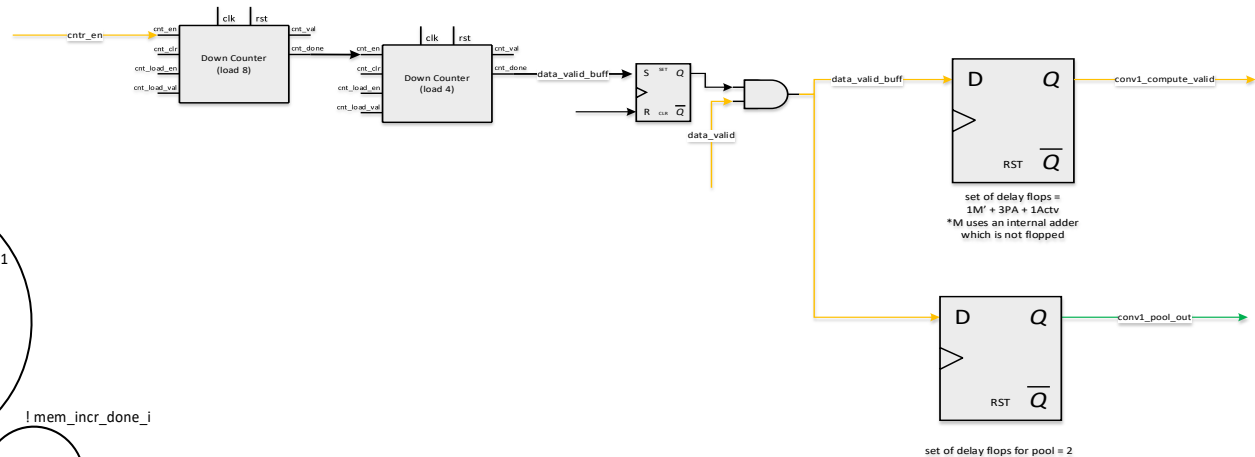 cntr_en
clk
rst
cnt_en
cnt_clr
cnt_load_en
cnt_load_val
Down Counter
(load 8)
cnt_val
cnt_done
clk
rst
cnt_en
cnt_clr
cnt_load_en
cnt_load_val
Down Counter
(load 4)
cnt_val
cnt_done
data_valid_buff
S
SET
Q
R
CLR
Q
data_valid
data_valid_buff
D
Q
RST
Q
conv1_compute_valid
set of delay flops =
1M' + 3PA + 1Actv
*M uses an internal adder
which is not flopped
D
Q
RST
Q
conv1_pool_out
set of delay flops for pool = 2
1
! mem_incr_done_i